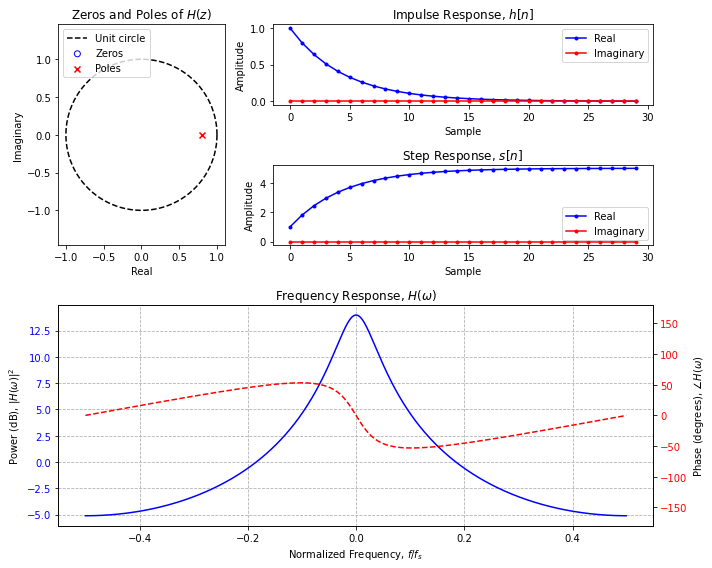 Zeros and Poles of H(z)
Unit circle
Zeros
Poles
1.0
0.5
0.0
−0.5
−1.0
Imaginary
−1.0 −0.5 0.0 0.5 1.0
Real
Impulse Response, h[n]
Real
Imaginary
1.0
0.5
0.0
Amplitude
0 5 10 15 20 25 30
Sample
Step Response, s[n]
Real
Imaginary
4
2
0
Amplitude
0 5 10 15 20 25 30
Sample
Frequency Response, H(ω)
12.5
10.0
7.5
5.0
2.5
0.0
−2.5
−5.0
Power (dB), |H(ω)|²
150
100
50
0
−50
−100
−150
Phase (degrees), ∠H(ω)
−0.4 −0.2 0.0 0.2 0.4
Normalized Frequency, f/fₛ